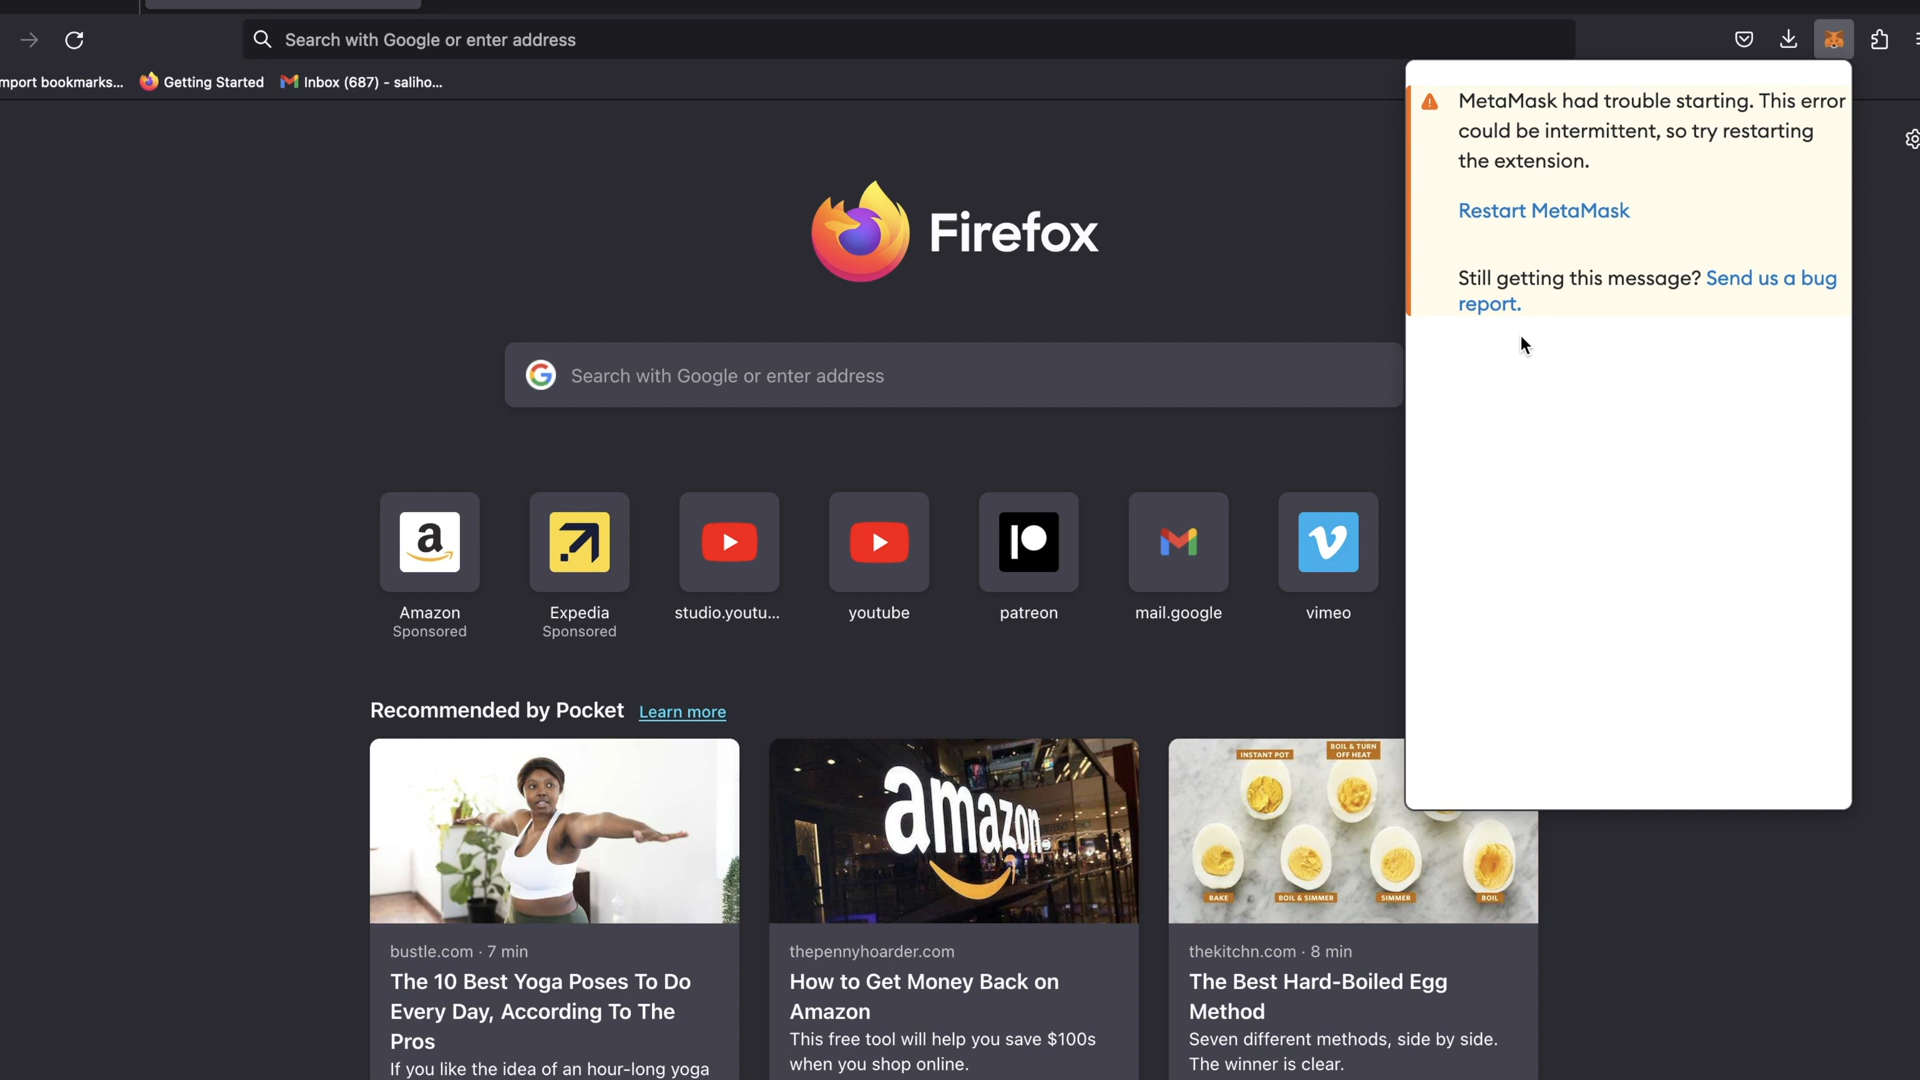 Search with Google or enter address
mport bookmarks...
Getting Started
Inbox (687) - saliho...
MetaMask had trouble starting. This error
could be intermittent, so try restarting
the extension.
Restart MetaMask
Still getting this message? Send us a bug
report.
Firefox
Search with Google or enter address
Amazon
Sponsored
Expedia
Sponsored
studio.youtu...
youtube
patreon
mail.google
vimeo
Recommended by Pocket Learn more
amazon
INSTANT POT
BOIL & TURN
OFF HEAT
BAKE
BOIL & SIMMER
SIMMER
BOIL
bustle.com · 7 min
The 10 Best Yoga Poses To Do
Every Day, According To The
Pros
If you like the idea of an hour-long yoga
thepennyhoarder.com
How to Get Money Back on
Amazon
This free tool will help you save $100s
when you shop online.
thekitchn.com · 8 min
The Best Hard-Boiled Egg
Method
Seven different methods, side by side.
The winner is clear.